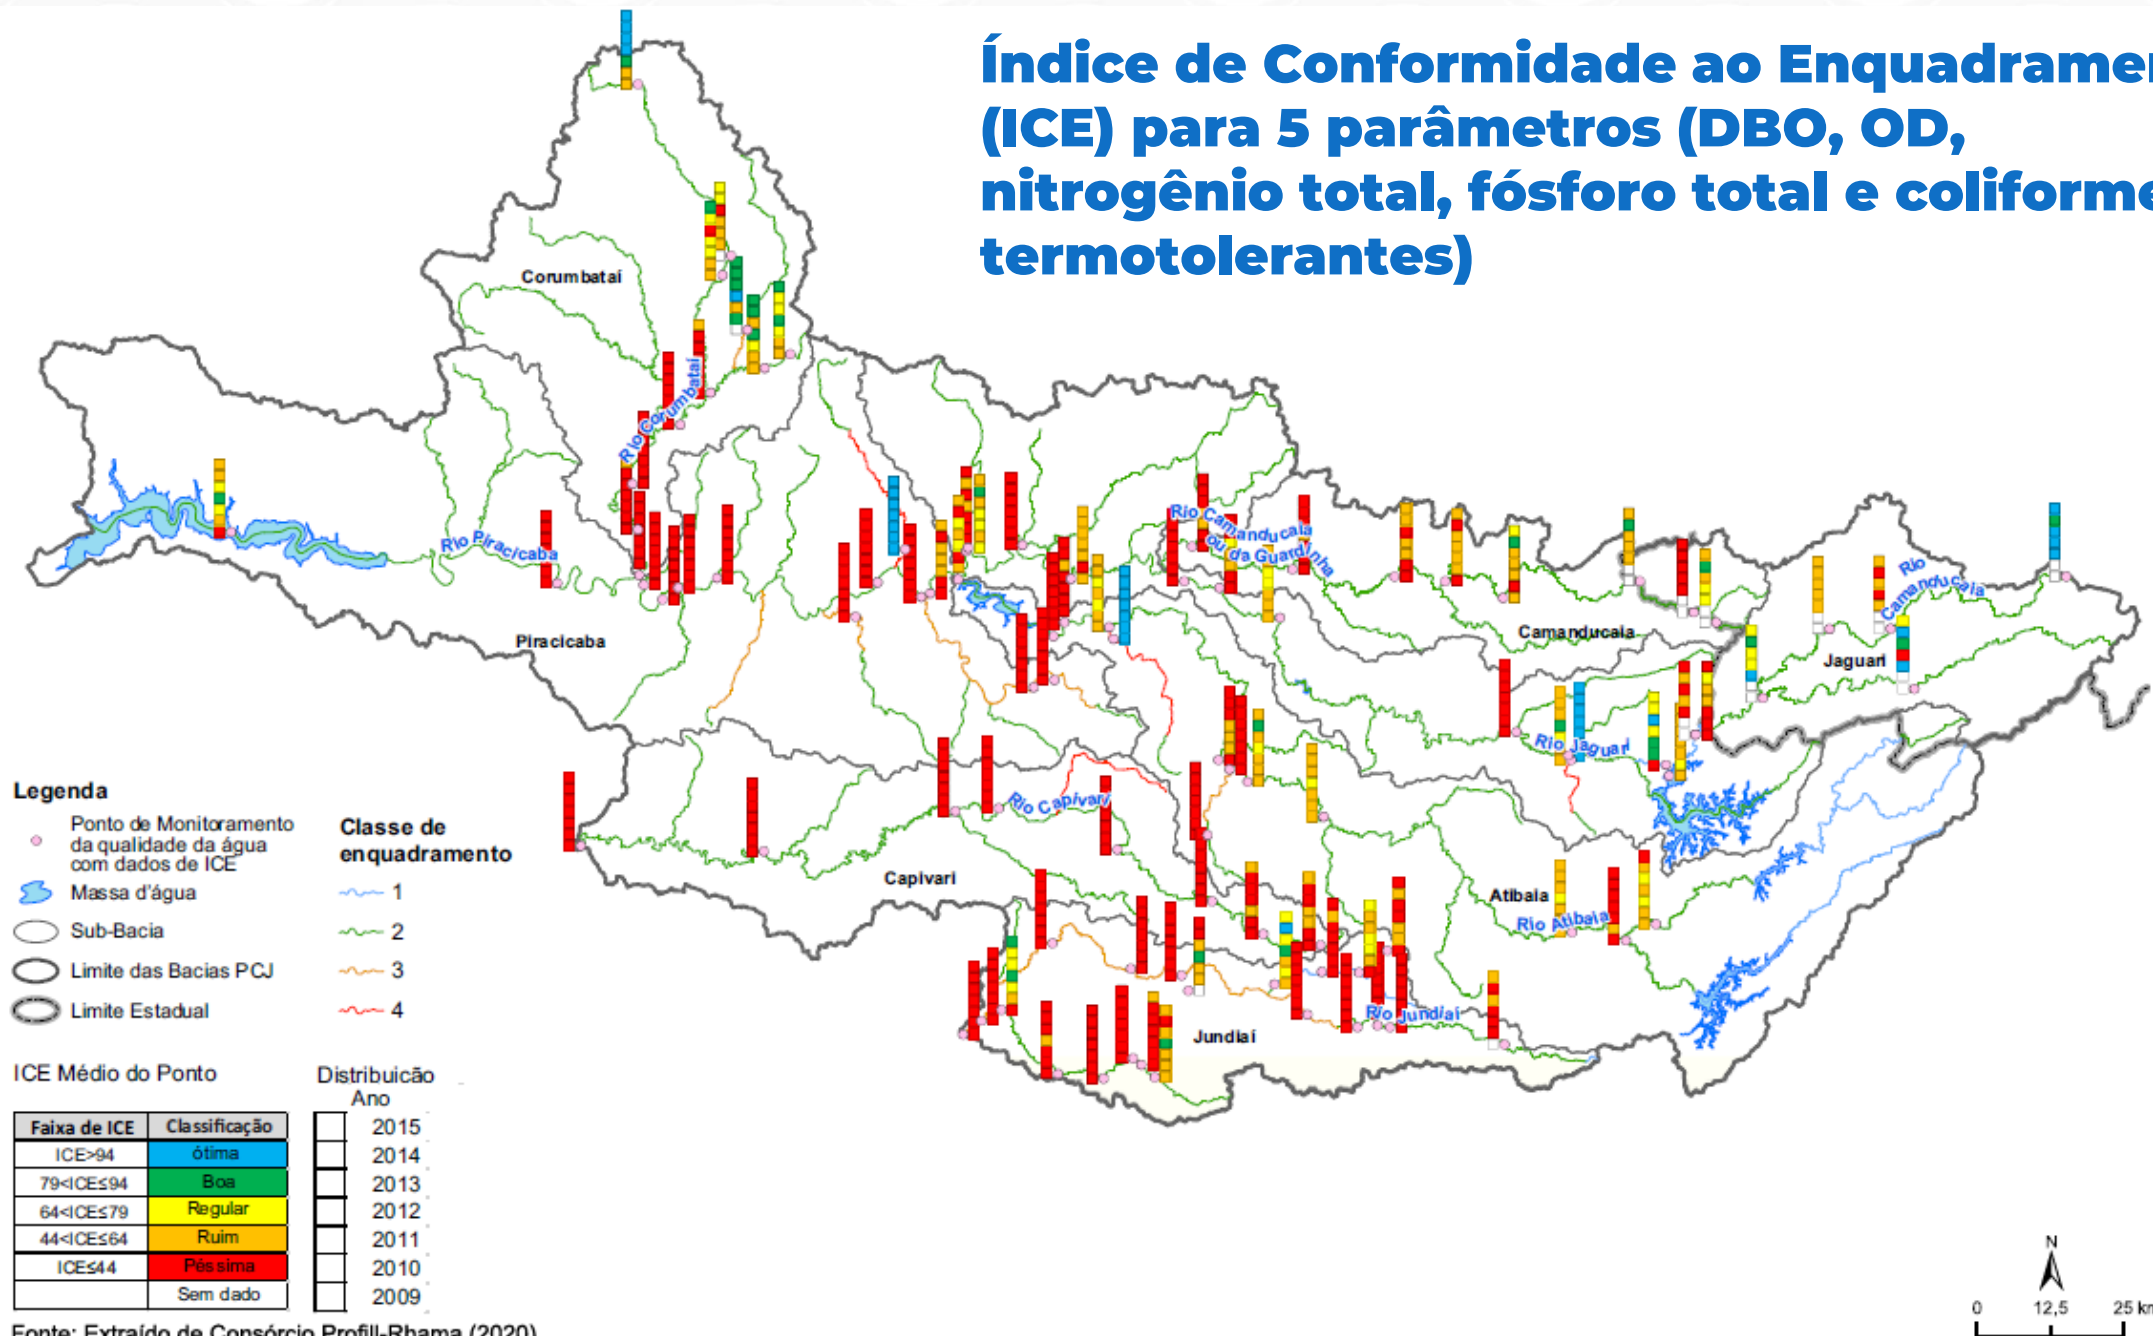 Índice de Conformidade ao Enquadramen
(ICE) para 5 parâmetros (DBO, OD,
nitrogênio total, fósforo total e coliforme
termotolerantes)
Corumbataí
Rio Corumbataí
Rio Piracicaba
Piracicaba
Rio Camanducaia
ou da Guardinha
Camanducaia
Rio
Camanducaia
Jaguari
Rio Jaguari
Rio Capivari
Capivari
Atibaia
Rio Atibaia
Rio Jundiaí
Jundiaí
Legenda
Ponto de Monitoramento
da qualidade da água
com dados de ICE
Massa d'água
Sub-Bacia
Limite das Bacias PCJ
Limite Estadual
Classe de
enquadramento
1
2
3
4
ICE Médio do Ponto
Faixa de ICE Classificação
ICE>94 ótima
79<ICE≤94 Boa
64<ICE≤79 Regular
44<ICE≤64 Ruim
ICE≤44 Péssima
Sem dado
Distribuicão
Ano
2015
2014
2013
2012
2011
2010
2009
Fonte: Extraído de Consórcio Profill-Rhama (2020)
N
0 12,5 25 km